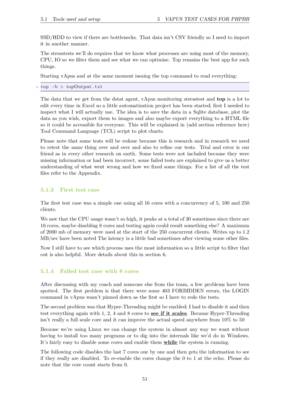 5.1 Tools used and setup
5 MEASURING OLD SETUP
SSD/HDD to view if there are bottlenecks. That data isn't CSV friendly so I need to import
it in another manner.
The streamtests we'll do requires that we know what processes are using most of the memory,
CPU, IO so we filter them and see what we can optimize. Top remains the best app for such
things.
Starting vApus and at the same moment issuing the top command to read everything:
top -b > topOutput.txt
The data that we get from the dstat agent, vApus monitoring streamtest and top is a lot to
edit every time in Excel so a little automatization project has been started, first I needed to
inspect what I will actually use. The idea is to save the data in a Sqlite database, plot the
data as you wish, export them to images and also maybe export everything to a HTML file
so it could be accessible for everyone. This will be explained in (add section reference here)
Tool Command Language (TCL) script to plot charts.
Please note that some tests will be redone because this is research and in research we need
to retest the same thing over and over and also to refine our tests. Trial and error is our
friend as in every other research on earth. Some tests were not included because they were
missing information or had been incorrect, some failed tests are explained to give us a better
understanding of what went wrong and how we fixed some things. For a list of all the test
files refer to the Appendix.
5.1.3 First test case
The first test case was a simple one using all 16 cores with a concurrency of 5, 100 and 250
clients.
We saw that the CPU usage wasn't so high, it peaks at a total of 30 sometimes since there are
16 cores, maybe disabling 8 cores and testing again could result something else? A maximum
of 2000 mb of memory were used at the start of the 250 concurrent clients. Writes up to 1.2
MB/sec have been noted The latency is a little bad sometimes after viewing some other files.
Now I still have to see which process uses the most information so a little script to filter that
out is also helpful. More details about this in section 6.
5.1.4 Failed test case with 8 cores
After discussing with my coach and someone else from the team, a few problems have been
spotted. The first problem is that there were some 403 FORBIDDEN errors, the LOGIN
command in vApus wasn't pinned down as the first so I have to redo the tests.
The second problem was that Hyper-Threading might be enabled. I had to disable it and then
test everything again with 1, 2, 4 and 8 cores to see if it scales. Because Hyper-Threading
isn't really a full scale core and it can improve the actual speed anywhere from 10% to 50
Because we're using Linux we can change the system in almost any way we want without
having to install too many programs or to dig into the internals like we'd do in Windows.
It's fairly easy to disable some cores and enable them while the system is running.
The following code disables the last 7 cores one by one and then gets the information to see
if they really are disabled. To re-enable the cores change the 0 to 1 at the echo. Please do
note that the core count starts from 0.